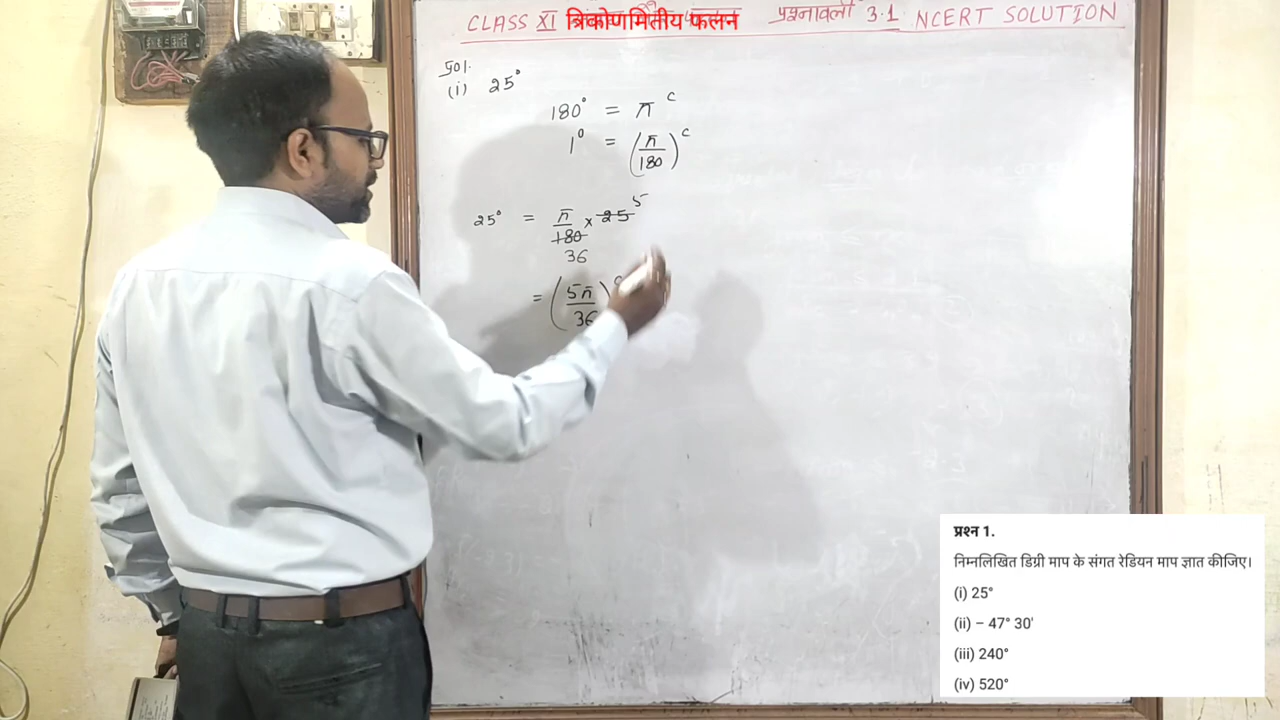 CLASS XI त्रिकोणमितीय फलन प्रश्नावली 3.1 NCERT SOLUTION
प्र01.
(i) 25°
180° = π ᶜ
1° = (π/180)ᶜ
25° = π/180 × 25 5
36
= (5π/36)ᶜ
प्रश्न 1.
निम्नलिखित डिग्री माप के संगत रेडियन माप ज्ञात कीजिए।
(i) 25°
(ii) – 47° 30'
(iii) 240°
(iv) 520°